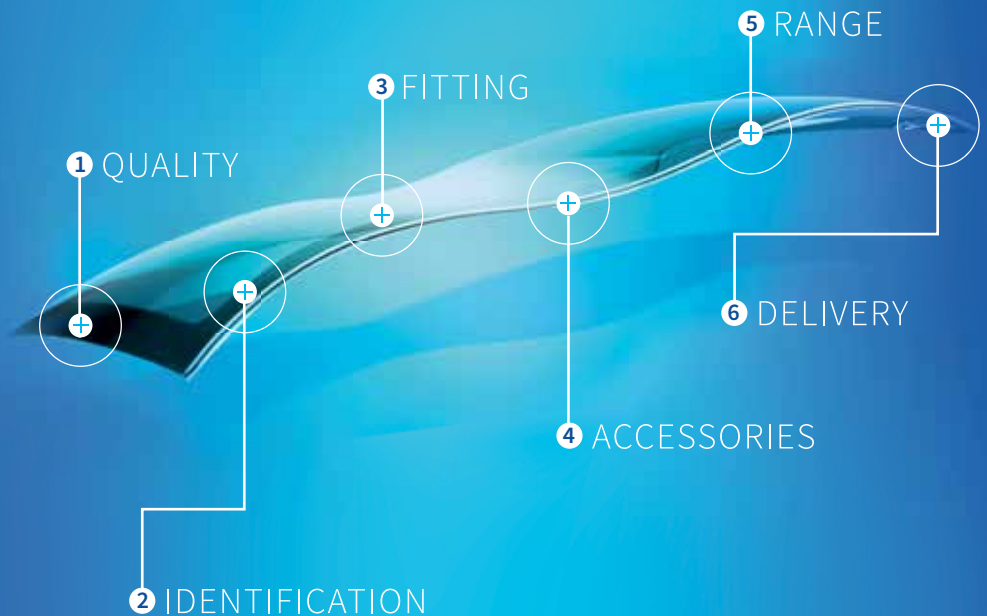 1 QUALITY
2 IDENTIFICATION
3 FITTING
4 ACCESSORIES
5 RANGE
6 DELIVERY